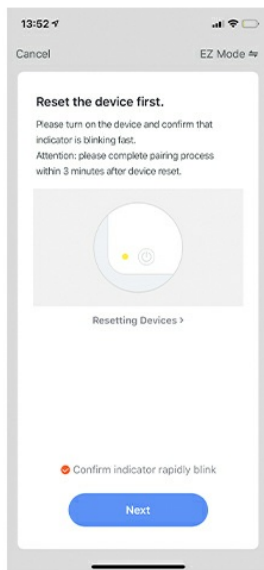 13:52
Cancel
EZ Mode
Reset the device first.
Please turn on the device and confirm that
indicator is blinking fast.
Attention: please complete pairing process
within 3 minutes after device reset.
Resetting Devices >
Confirm indicator rapidly blink
Next